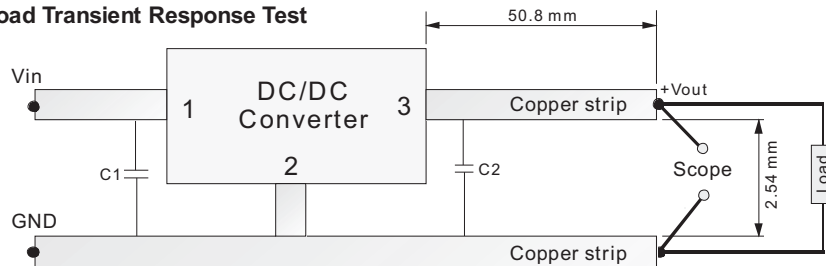 oad Transient Response Test
50.8 mm
Vin
DC/DC
Converter
1
3
2
Copper strip
+Vout
C1
C2
Scope
2.54 mm
Load
GND
Copper strip